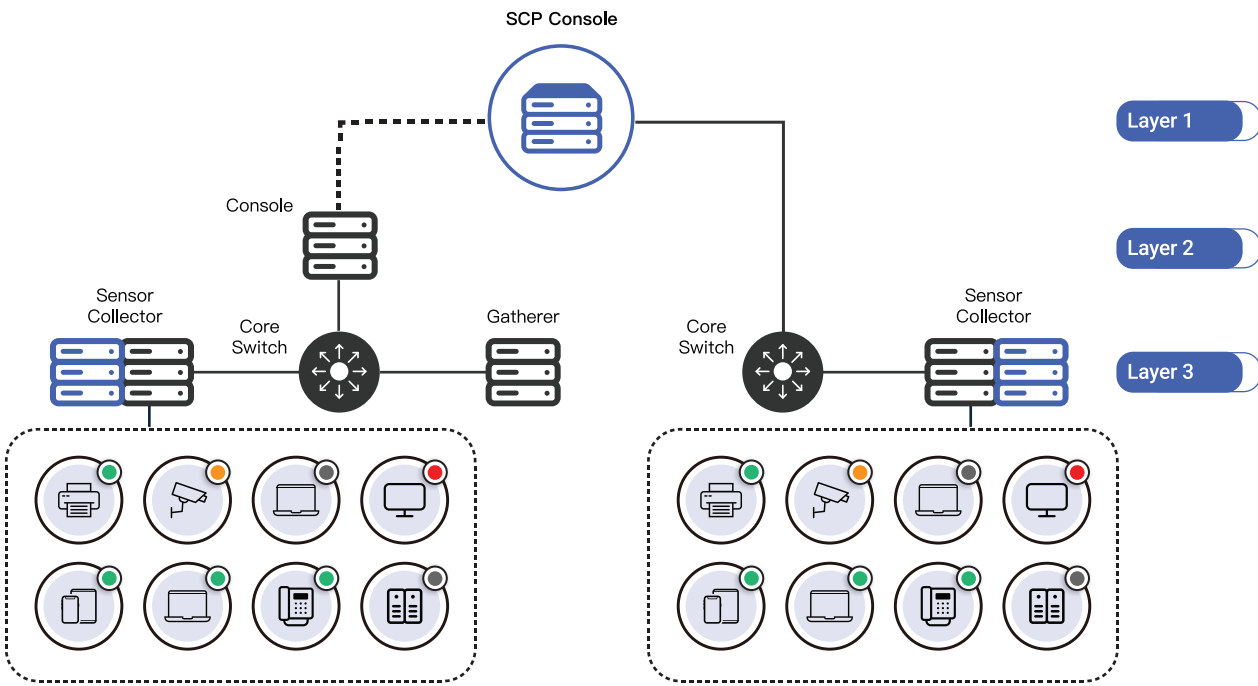 SCP Console
Layer 1
Console
Layer 2
Sensor
Collector
Core
Switch
Gatherer
Core
Switch
Sensor
Collector
Layer 3